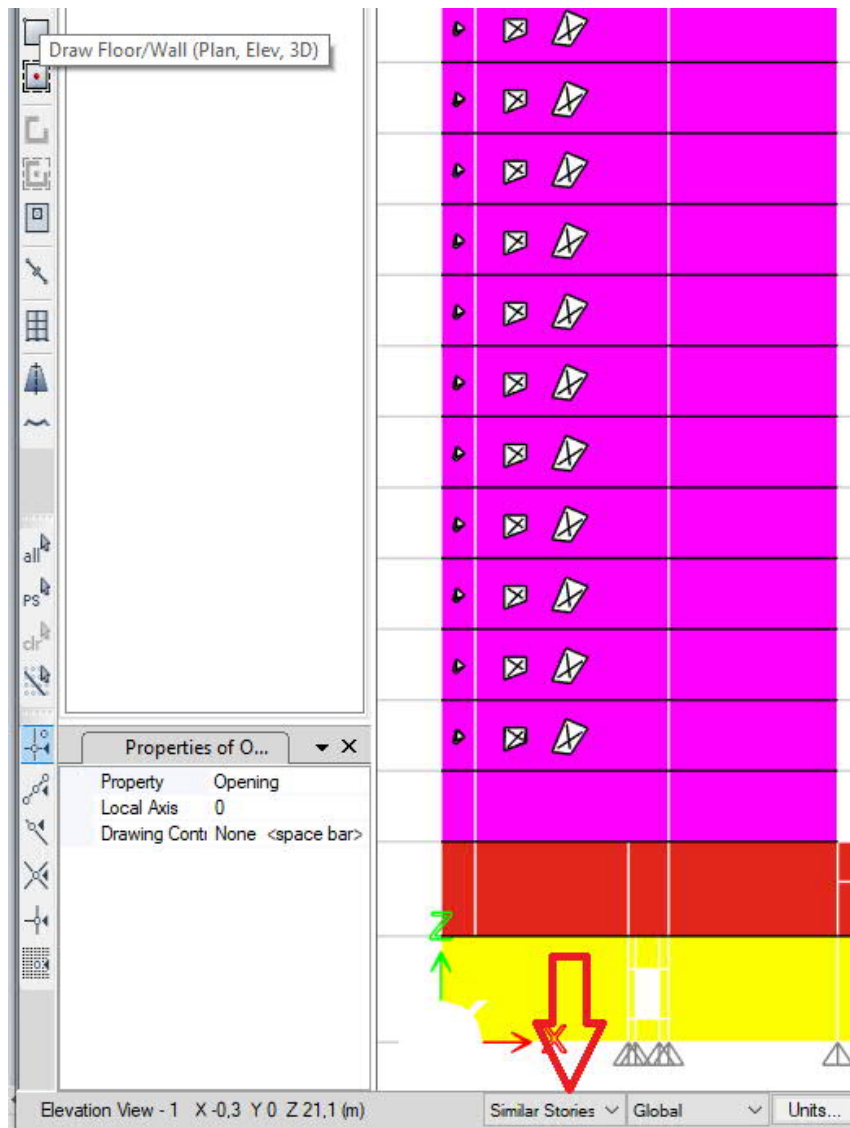 Draw Floor/Wall (Plan, Elev, 3D)
all
PS
clr
Properties of O...
Property Opening
Local Axis 0
Drawing Conti None <space bar>
Z
X
Elevation View - 1 X -0,3 Y 0 Z 21,1 (m)
Similar Stories
Global
Units...